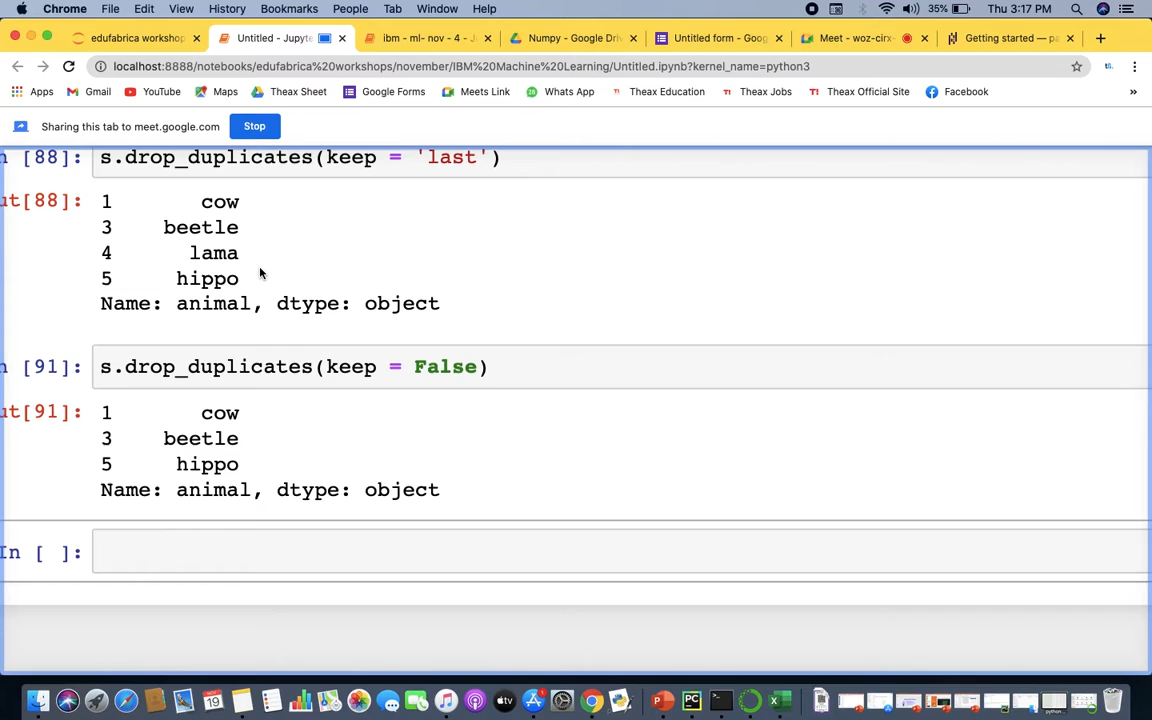 Chrome File Edit View History Bookmarks People Tab Window Help 35% Thu 3:17 PM
edufabrica workshop Untitled - Jupyte ibm - ml- nov - 4 - J Numpy - Google Driv Untitled form - Goog Meet - woz-cirx- Getting started — pa
localhost:8888/notebooks/edufabrica%20workshops/november/IBM%20Machine%20Learning/Untitled.ipynb?kernel_name=python3
Apps Gmail YouTube Maps Theax Sheet Google Forms Meets Link Whats App Theax Education Theax Jobs Theax Official Site Facebook »
Sharing this tab to meet.google.com Stop
n [88]: s.drop_duplicates(keep = 'last')
ut[88]: 1 cow
3 beetle
4 lama
5 hippo
Name: animal, dtype: object
n [91]: s.drop_duplicates(keep = False)
ut[91]: 1 cow
3 beetle
5 hippo
Name: animal, dtype: object
In [ ]: